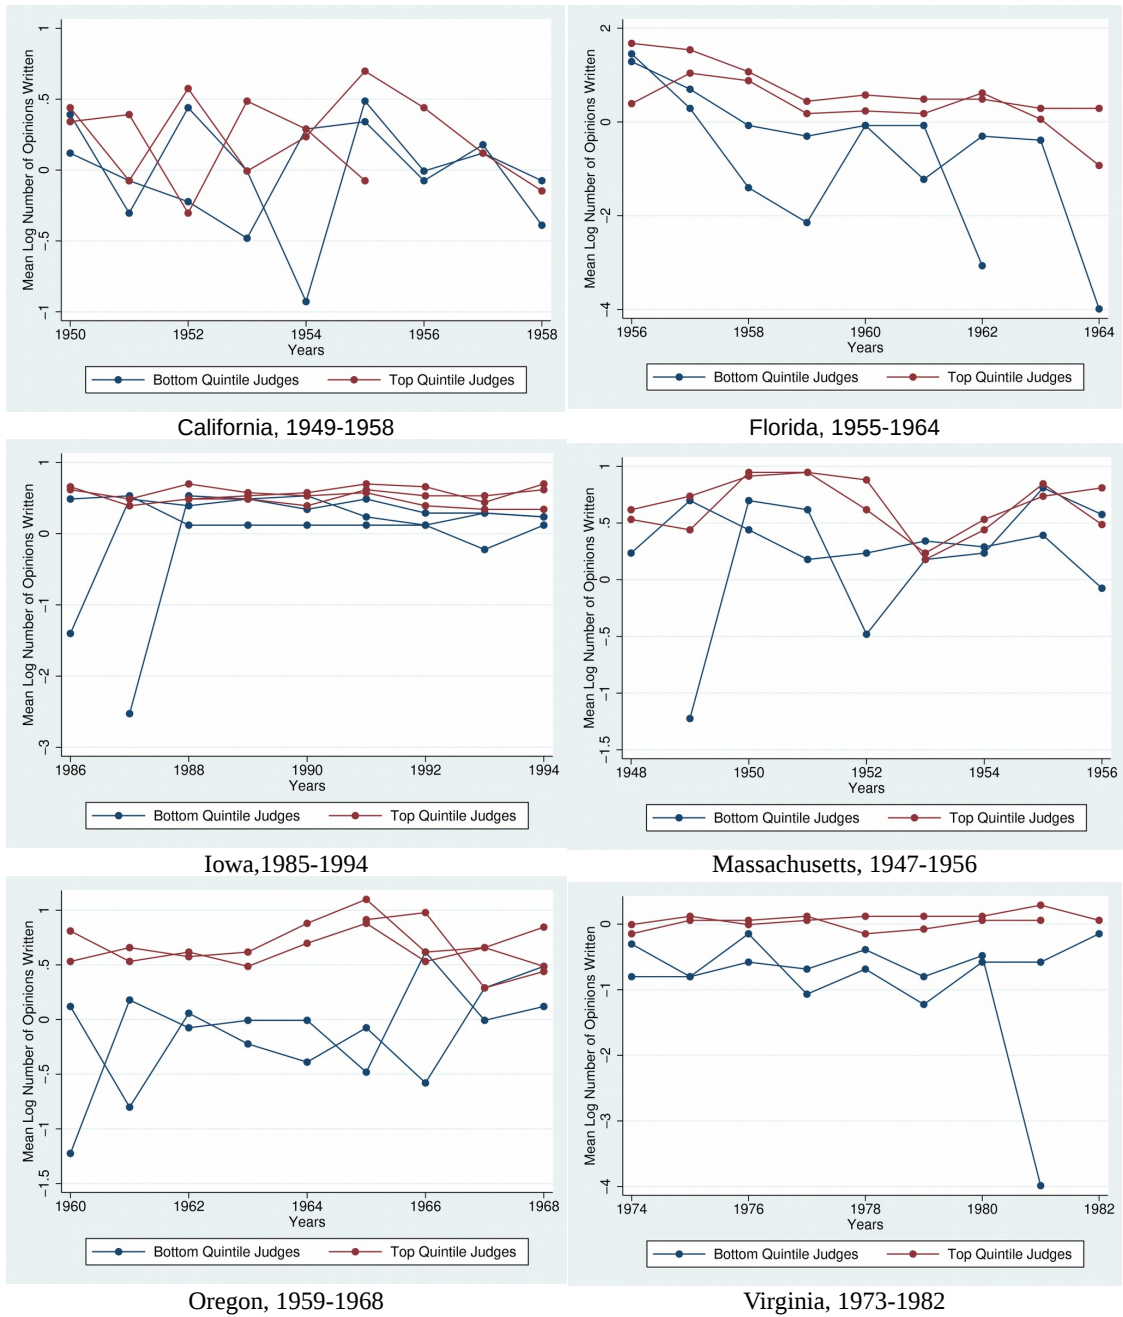 Mean Log Number of Opinions Written
1
.5
0
-.5
-1
1950 1952 1954 1956 1958
Years
Bottom Quintile Judges Top Quintile Judges
California, 1949-1958
Mean Log Number of Opinions Written
2
0
-2
-4
1956 1958 1960 1962 1964
Years
Bottom Quintile Judges Top Quintile Judges
Florida, 1955-1964
Mean Log Number of Opinions Written
1
0
-1
-2
-3
1986 1988 1990 1992 1994
Years
Bottom Quintile Judges Top Quintile Judges
Iowa,1985-1994
Mean Log Number of Opinions Written
1
.5
0
-.5
-1
-1.5
1948 1950 1952 1954 1956
Years
Bottom Quintile Judges Top Quintile Judges
Massachusetts, 1947-1956
Mean Log Number of Opinions Written
1
.5
0
-.5
-1
-1.5
1960 1962 1964 1966 1968
Years
Bottom Quintile Judges Top Quintile Judges
Oregon, 1959-1968
Mean Log Number of Opinions Written
0
-1
-2
-3
-4
1974 1976 1978 1980 1982
Years
Bottom Quintile Judges Top Quintile Judges
Virginia, 1973-1982